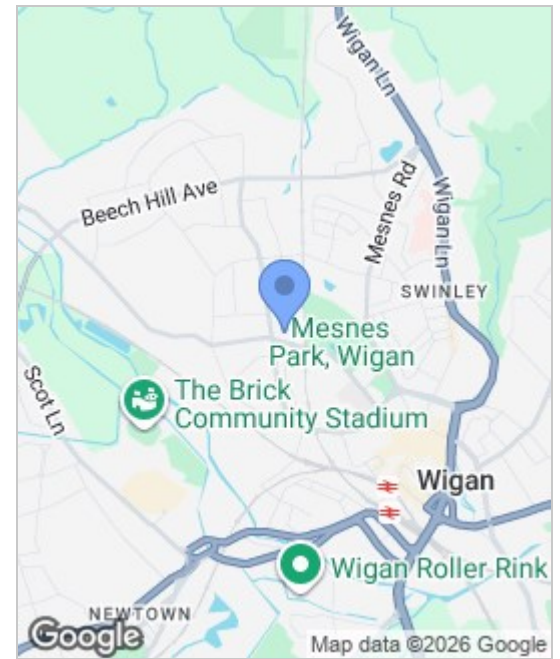 Wigan Ln
Beech Hill Ave
Mesnes Rd
Wigan Ln
SWINLEY
Mesnes
Park, Wigan
Scot Ln
The Brick
Community Stadium
Wigan
Wigan Roller Rink
NEWTOWN
Google
Map data ©2026 Google